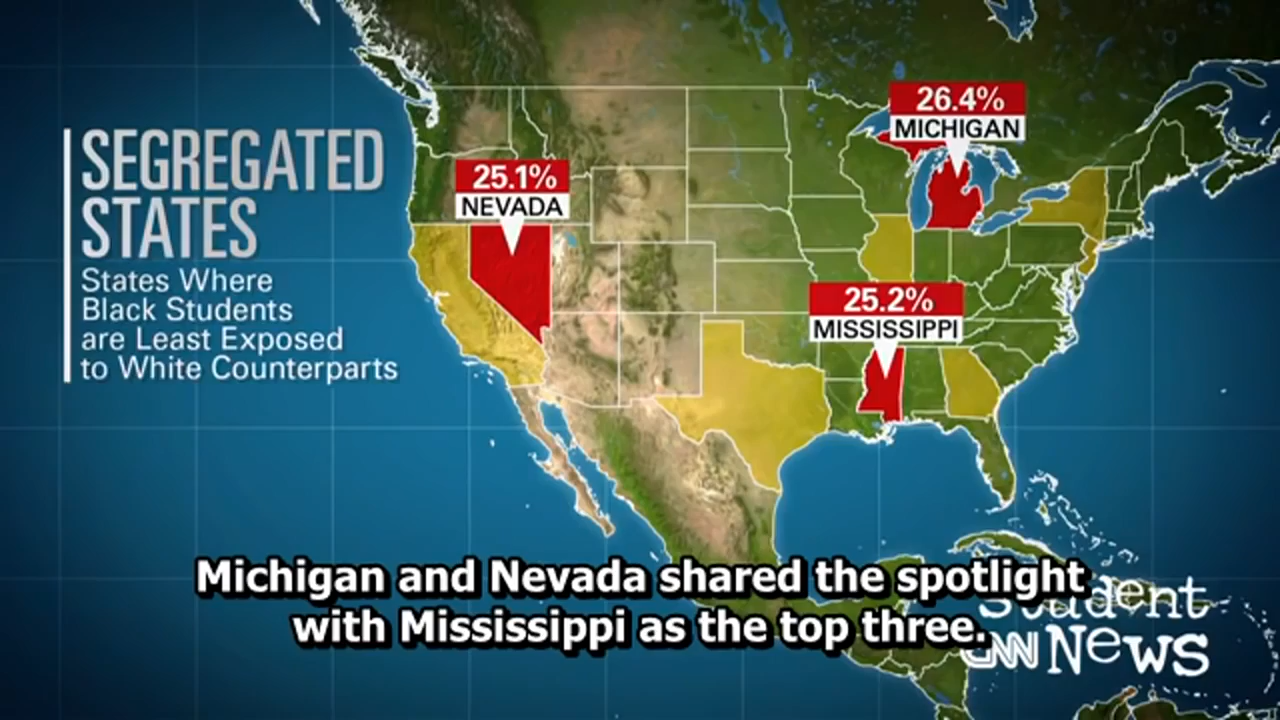 SEGREGATED
STATES
States Where
Black Students
are Least Exposed
to White Counterparts
25.1%
NEVADA
26.4%
MICHIGAN
25.2%
MISSISSIPPI
Michigan and Nevada shared the spotlight
with Mississippi as the top three.
Student
CNN News